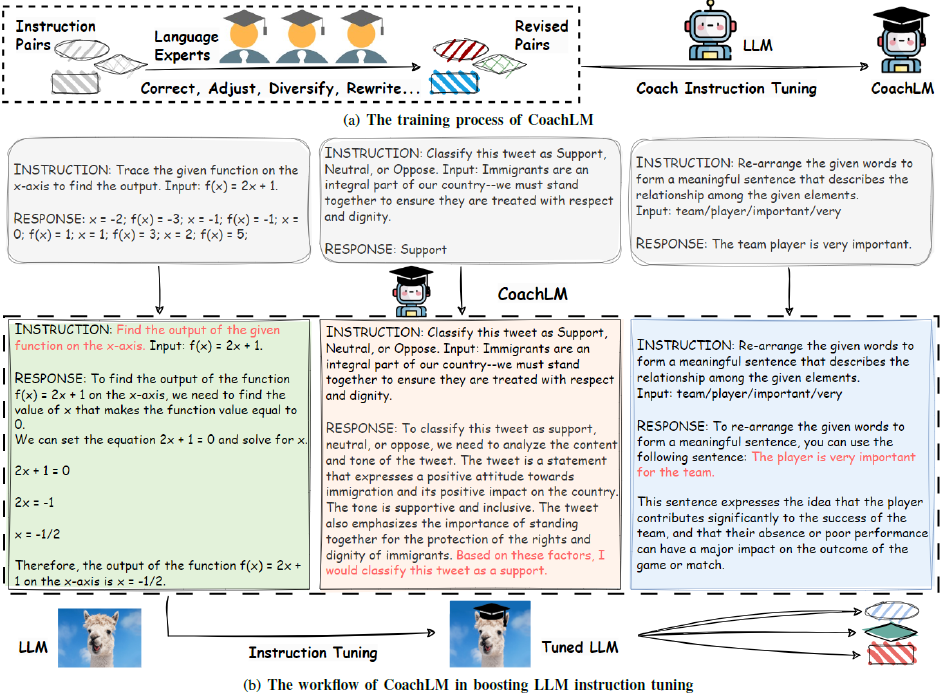 Instruction
Pairs
Language
Experts
Revised
Pairs
Correct, Adjust, Diversify, Rewrite...
LLM
Coach Instruction Tuning
CoachLM
(a) The training process of CoachLM
INSTRUCTION: Trace the given function on the
x-axis to find the output. Input: f(x) = 2x + 1.
RESPONSE: x = -2; f(x) = -3; x = -1; f(x) = -1; x =
0; f(x) = 1; x = 1; f(x) = 3; x = 2; f(x) = 5;
INSTRUCTION: Classify this tweet as Support,
Neutral, or Oppose. Input: Immigrants are an
integral part of our country--we must stand
together to ensure they are treated with respect
and dignity.
RESPONSE: Support
INSTRUCTION: Re-arrange the given words to
form a meaningful sentence that describes the
relationship among the given elements.
Input: team/player/important/very
RESPONSE: The team player is very important.
CoachLM
INSTRUCTION: Find the output of the given
function on the x-axis. Input: f(x) = 2x + 1.
RESPONSE: To find the output of the function
f(x) = 2x + 1 on the x-axis, we need to find the
value of x that makes the function value equal to
0.
We can set the equation 2x + 1 = 0 and solve for x.
2x + 1 = 0
2x = -1
x = -1/2
Therefore, the output of the function f(x) = 2x +
1 on the x-axis is x = -1/2.
INSTRUCTION: Classify this tweet as Support,
Neutral, or Oppose. Input: Immigrants are an
integral part of our country--we must stand
together to ensure they are treated with respect
and dignity.
RESPONSE: To classify this tweet as support,
neutral, or oppose, we need to analyze the content
and tone of the tweet. The tweet is a statement
that expresses a positive attitude towards
immigration and its positive impact on the country.
The tone is supportive and inclusive. The tweet
also emphasizes the importance of standing
together for the protection of the rights and
dignity of immigrants. Based on these factors, I
would classify this tweet as a support.
INSTRUCTION: Re-arrange the given words to
form a meaningful sentence that describes the
relationship among the given elements.
Input: team/player/important/very
RESPONSE: To re-arrange the given words to
form a meaningful sentence, you can use the
following sentence: The player is very important
for the team.
This sentence expresses the idea that the player
contributes significantly to the success of the
team, and that their absence or poor performance
can have a major impact on the outcome of the
game or match.
LLM
Instruction Tuning
Tuned LLM
(b) The workflow of CoachLM in boosting LLM instruction tuning